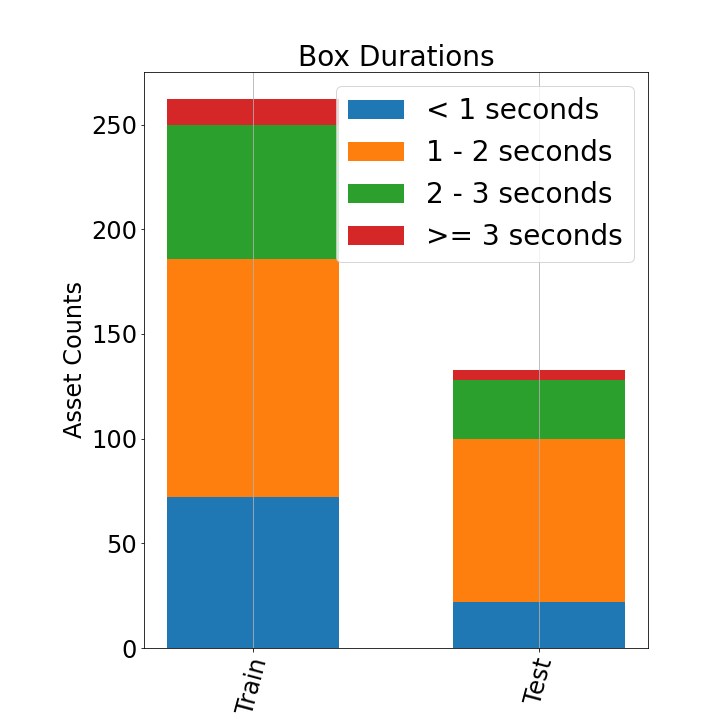 Box Durations
< 1 seconds
1 - 2 seconds
2 - 3 seconds
>= 3 seconds
Asset Counts
250
200
150
100
50
0
Train
Test